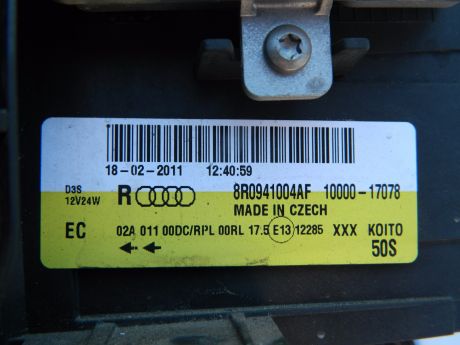 18-02-2011 12:40:59
D3S
12V24W
R 8R0941004AF 10000-17078
MADE IN CZECH
EC 02A 011 00DC/RPL 00RL 17.5 E13 12285 XXX KOITO
50S